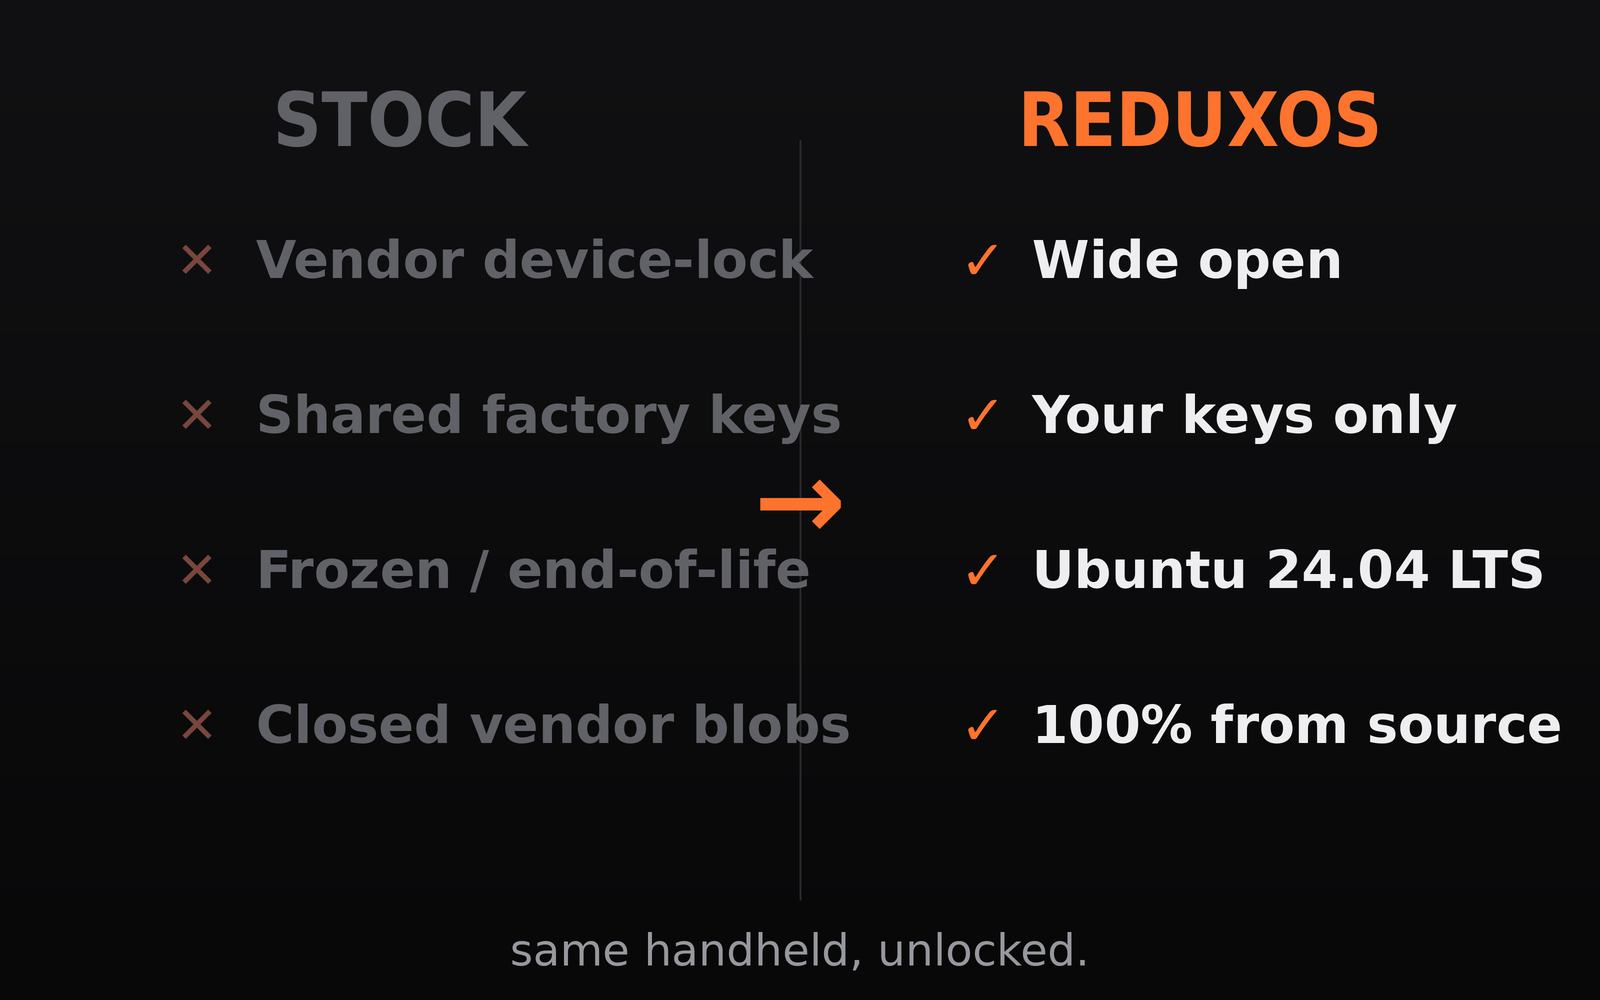 STOCK
REDUXOS
✕ Vendor device-lock
✓ Wide open
✕ Shared factory keys
✓ Your keys only
→
✕ Frozen / end-of-life
✓ Ubuntu 24.04 LTS
✕ Closed vendor blobs
✓ 100% from source
same handheld, unlocked.